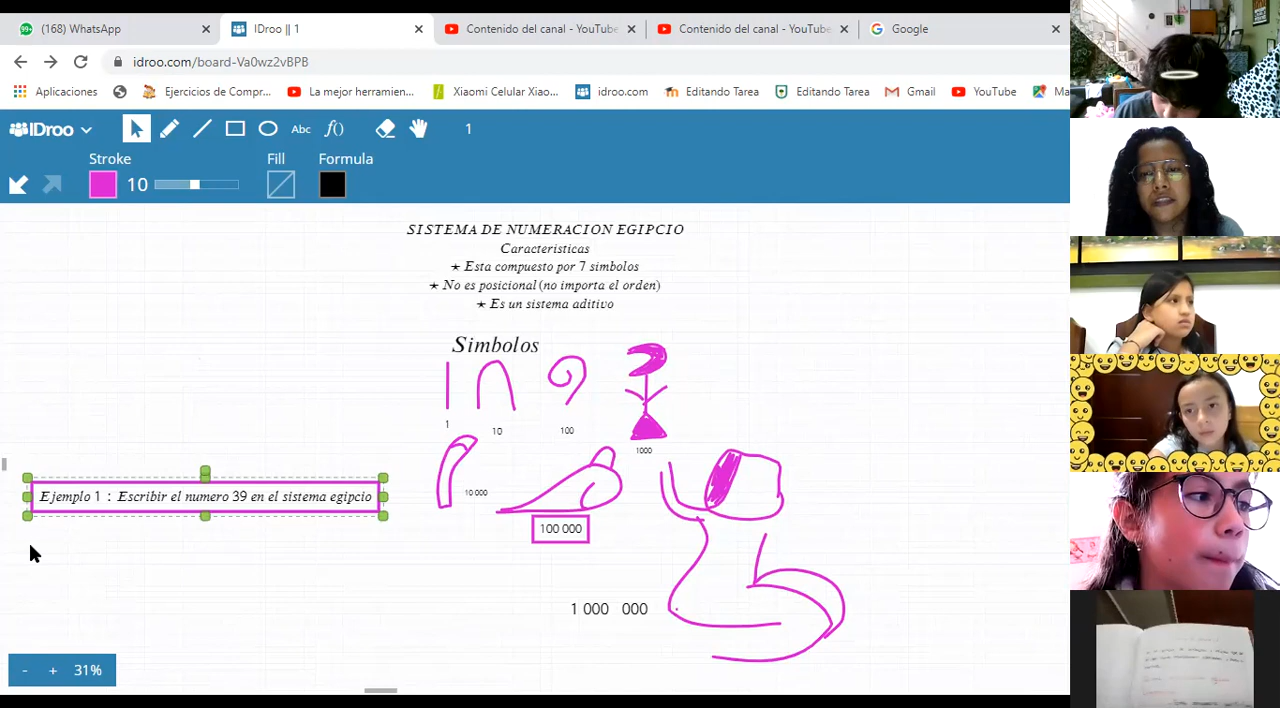 99+ (168) WhatsApp
IDroo || 1
Contenido del canal - YouTube
Contenido del canal - YouTube
Google
idroo.com/board-Va0wz2vBPB
Aplicaciones
Ejercicios de Compr...
La mejor herramien...
Xiaomi Celular Xiao...
idroo.com
Editando Tarea
Editando Tarea
Gmail
YouTube
IDroo
Abc
f()
1
Stroke
10
Fill
Formula
SISTEMA DE NUMERACION EGIPCIO
Caracteristicas
★ Esta compuesto por 7 simbolos
★ No es posicional (no importa el orden)
★ Es un sistema aditivo
Simbolos
1
10
100
1000
10 000
100 000
1 000 000
Ejemplo 1 : Escribir el numero 39 en el sistema egipcio
- + 31%